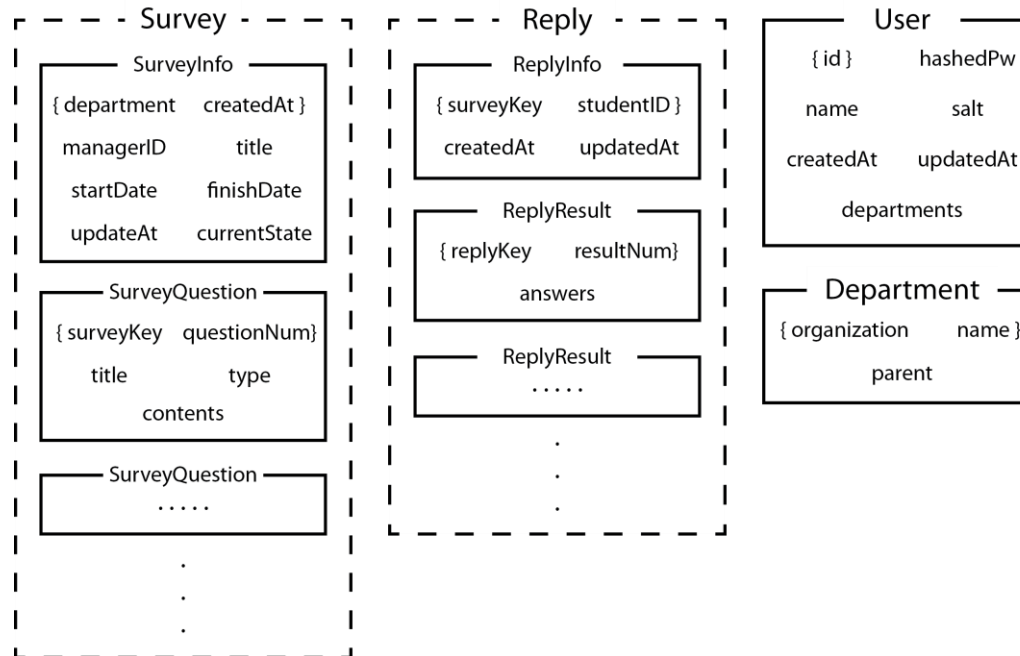 Survey
SurveyInfo
{ department createdAt }
managerID title
startDate finishDate
updateAt currentState
SurveyQuestion
{ surveyKey questionNum}
title type
contents
SurveyQuestion
.....
.
.
.
Reply
ReplyInfo
{ surveyKey studentID }
createdAt updatedAt
ReplyResult
{ replyKey resultNum}
answers
ReplyResult
.....
.
.
.
User
{ id } hashedPw
name salt
createdAt updatedAt
departments
Department
{ organization name }
parent